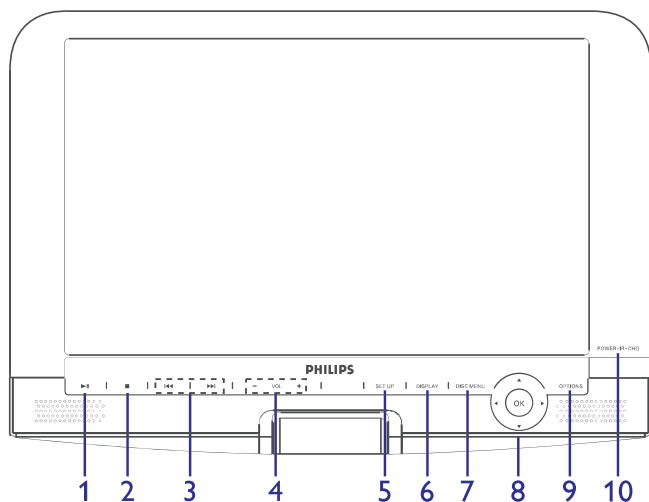 POWER-IR-CHG
PHILIPS
VOL
SET UP
DISPLAY
DISC MENU
OK
OPTIONS
1 2 3 4 5 6 7 8 9 10